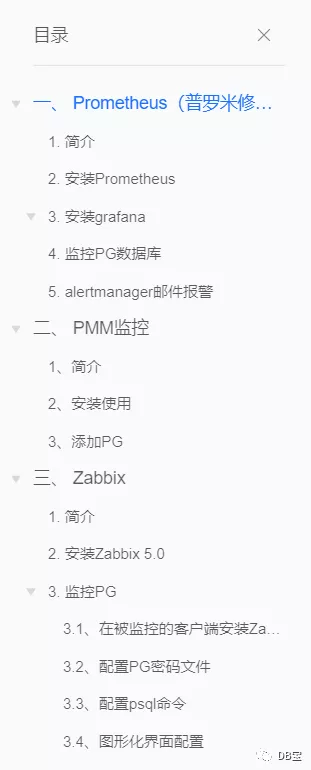 目录
一、 Prometheus（普罗米修…
1. 简介
2. 安装Prometheus
3. 安装grafana
4. 监控PG数据库
5. alertmanager邮件报警
二、 PMM监控
1、简介
2、安装使用
3、添加PG
三、 Zabbix
1. 简介
2. 安装Zabbix 5.0
3. 监控PG
3.1、在被监控的客户端安装Za…
3.2、配置PG密码文件
3.3、配置psql命令
3.4、图形化界面配置
DB宝